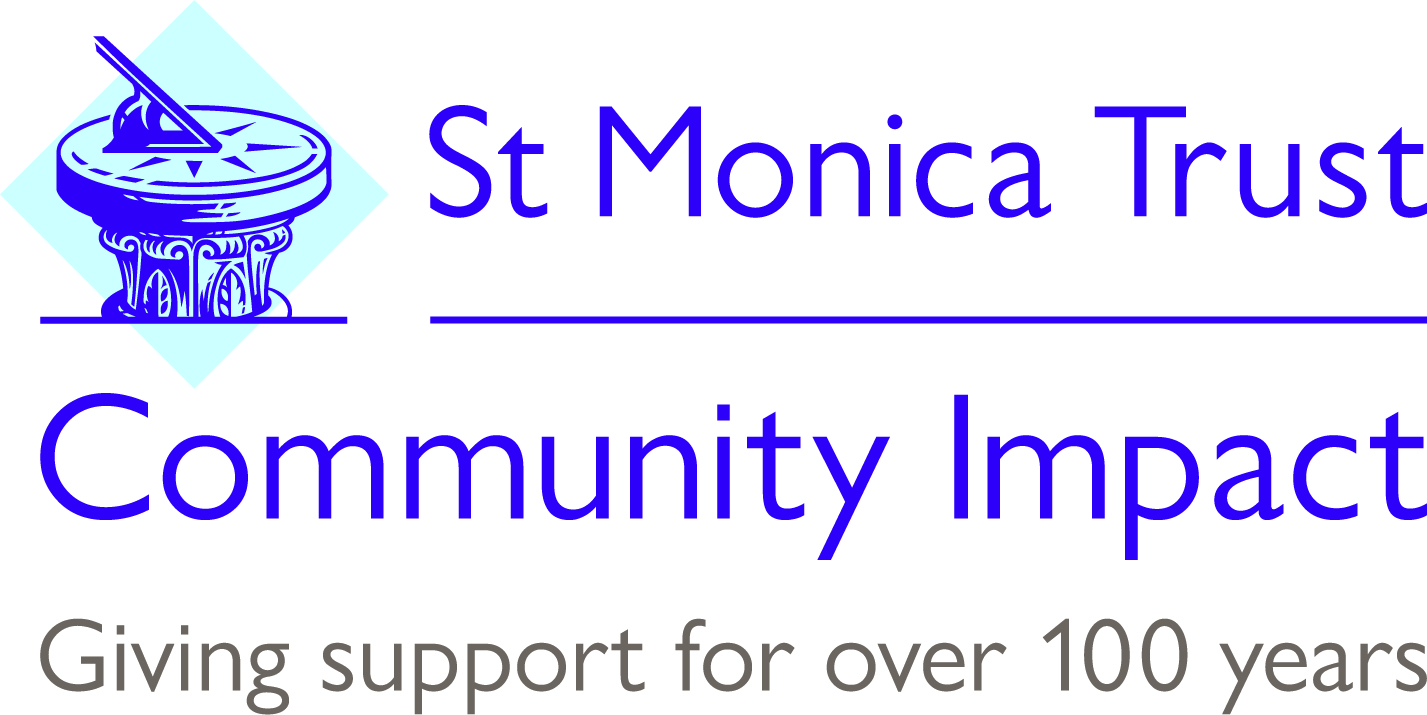 St Monica Trust
Community Impact
Giving support for over 100 years